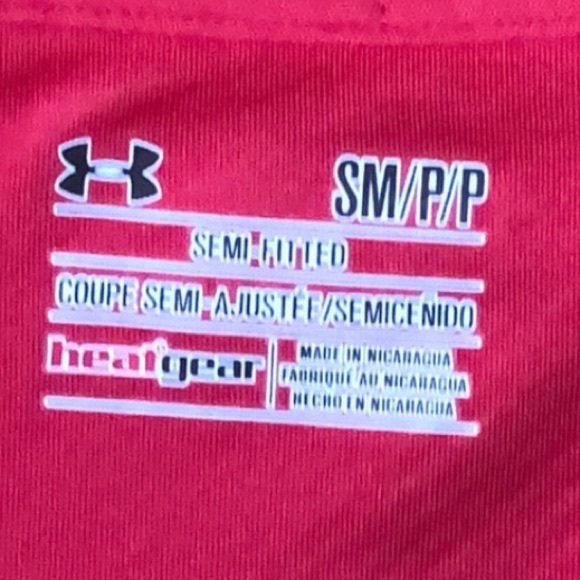 SM/P/P
SEMI-FITTED
COUPE SEMI-AJUSTÉE/SEMICEÑIDO
heatgear
MADE IN NICARAGUA
FABRIQUÉ AU NICARAGUA
HECHO EN NICARAGUA